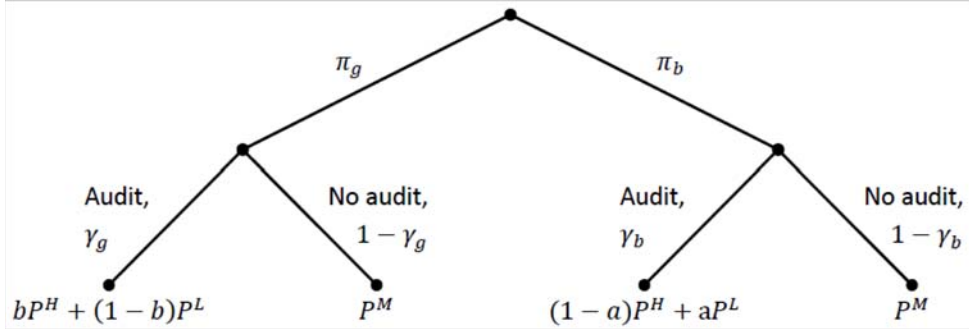 π_g π_b
Audit, No audit, Audit, No audit,
γ_g 1 − γ_g γ_b 1 − γ_b
bP^H + (1 − b)P^L P^M (1 − a)P^H + aP^L P^M